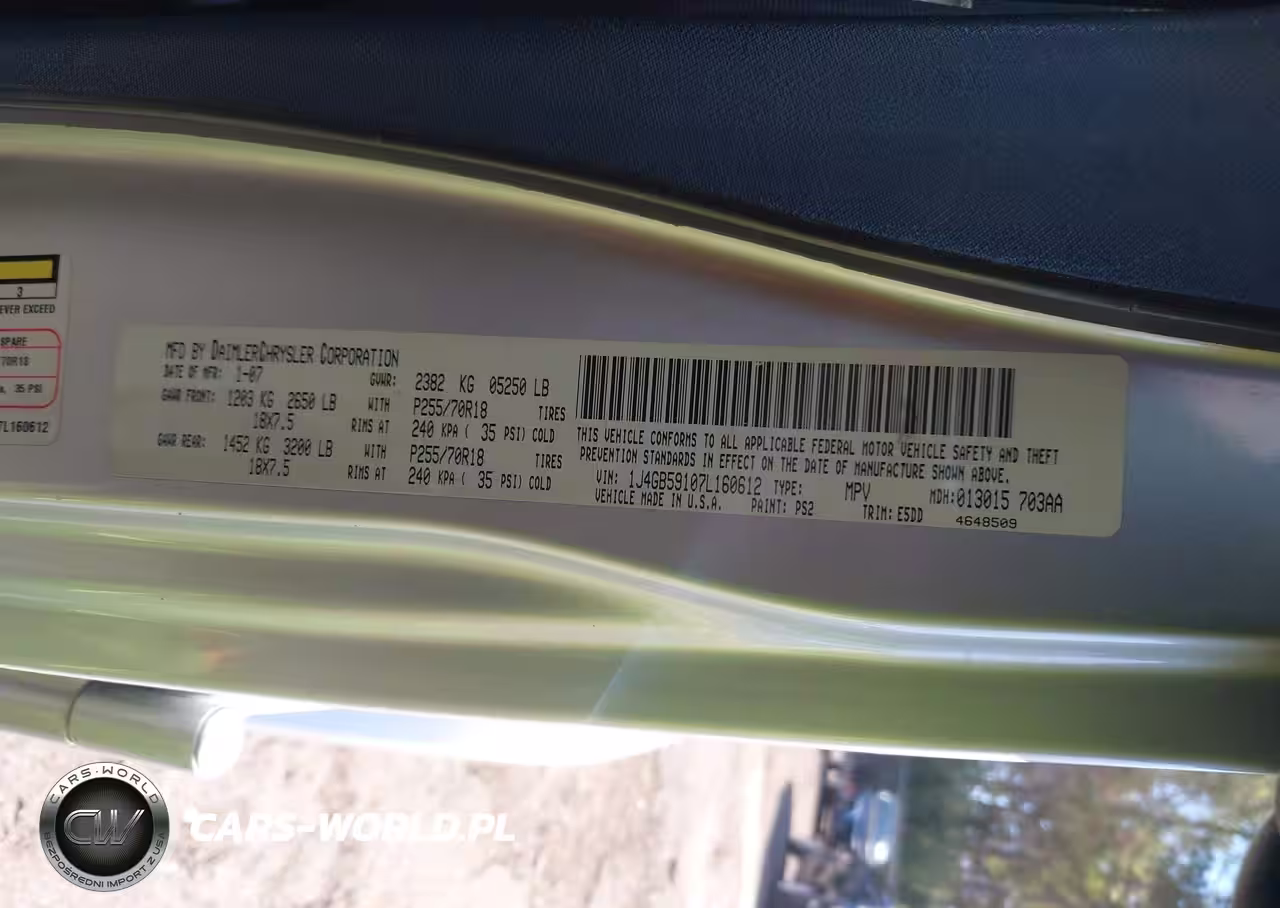 3
EVER EXCEED
SPARE
70R18
35 PSI
7L160612
MFD BY DAIMLERCHRYSLER CORPORATION
DATE OF MFR: 1-07 GVWR: 2382 KG 05250 LB
GAWR FRONT: 1203 KG 2650 LB WITH P255/70R18 TIRES
18X7.5 RIMS AT 240 KPA ( 35 PSI) COLD
GAWR REAR: 1452 KG 3200 LB WITH P255/70R18 TIRES
18X7.5 RIMS AT 240 KPA ( 35 PSI) COLD
THIS VEHICLE CONFORMS TO ALL APPLICABLE FEDERAL MOTOR VEHICLE SAFETY AND THEFT
PREVENTION STANDARDS IN EFFECT ON THE DATE OF MANUFACTURE SHOWN ABOVE.
VIN: 1J4GB59107L160612 TYPE: MPV MDH:013015 703AA
VEHICLE MADE IN U.S.A. PAINT: PS2 TRIM: E5DD 4648509
CARS-WORLD
CW
BEZPOŚREDNI IMPORT Z USA
CARS-WORLD.PL